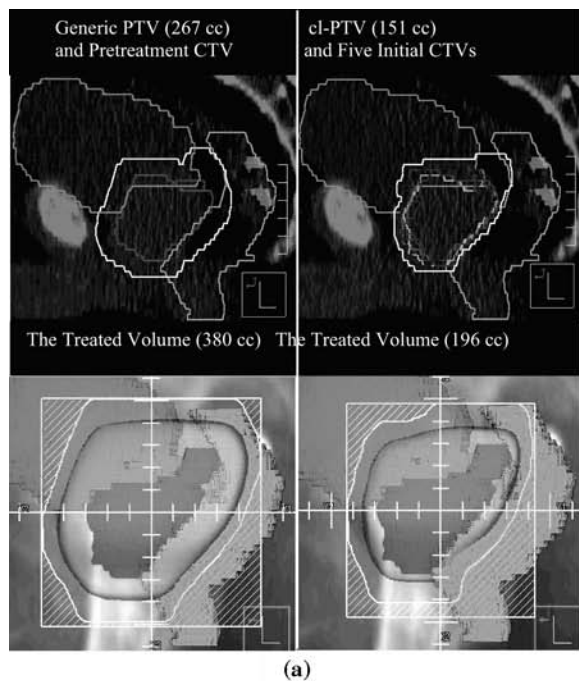 Generic PTV (267 cc)
and Pretreatment CTV
cl-PTV (151 cc)
and Five Initial CTVs
The Treated Volume (380 cc)
The Treated Volume (196 cc)
(a)